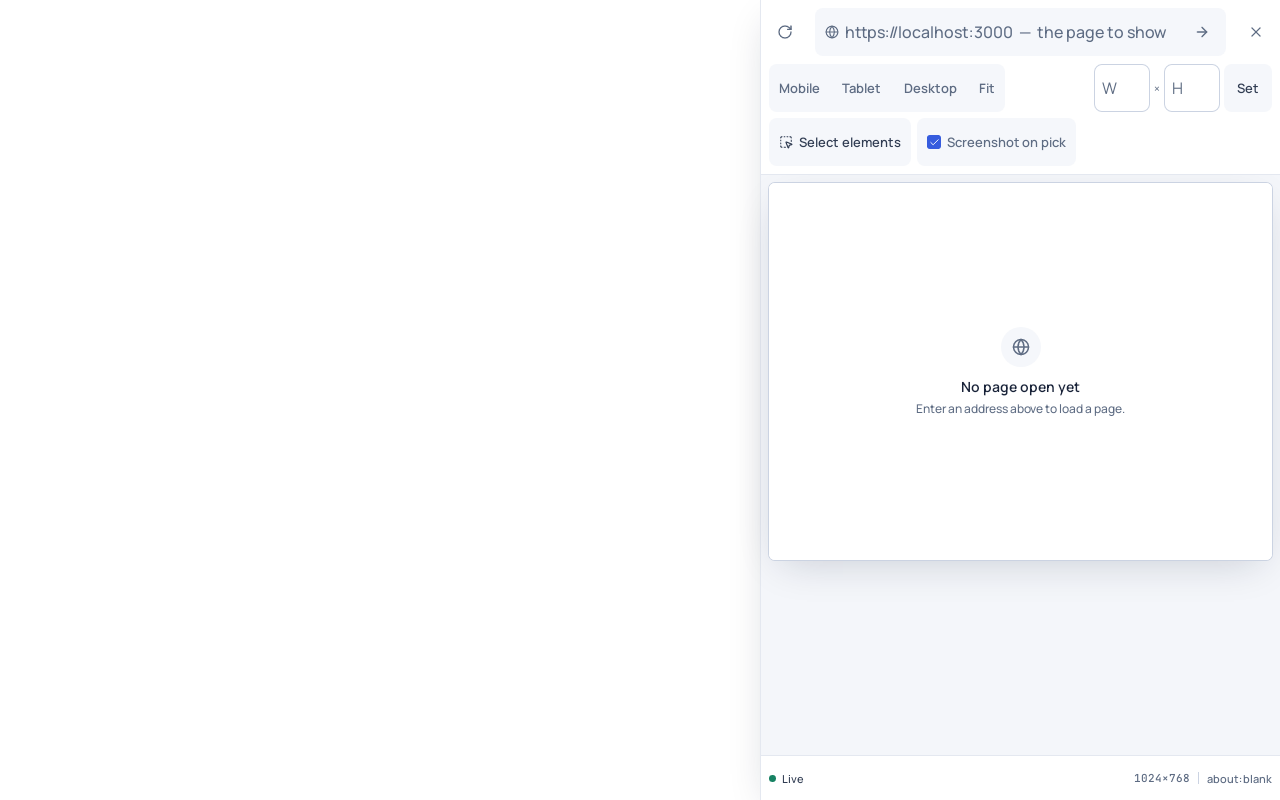 https://localhost:3000 — the page to show
Mobile Tablet Desktop Fit W × H Set
Select elements Screenshot on pick
No page open yet
Enter an address above to load a page.
Live 1024×768 about:blank